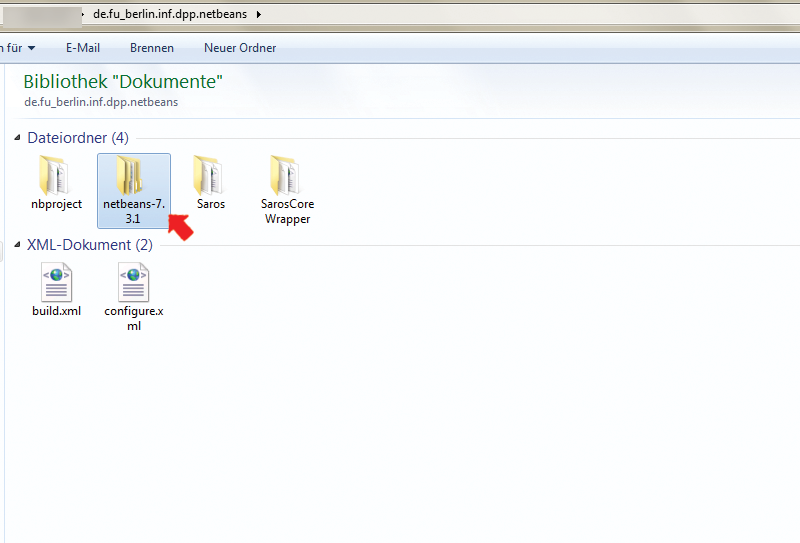 de.fu_berlin.inf.dpp.netbeans
n für E-Mail Brennen Neuer Ordner
Bibliothek "Dokumente"
de.fu_berlin.inf.dpp.netbeans
Dateiordner (4)
nbproject
netbeans-7.
3.1
Saros
SarosCore
Wrapper
XML-Dokument (2)
build.xml
configure.x
ml